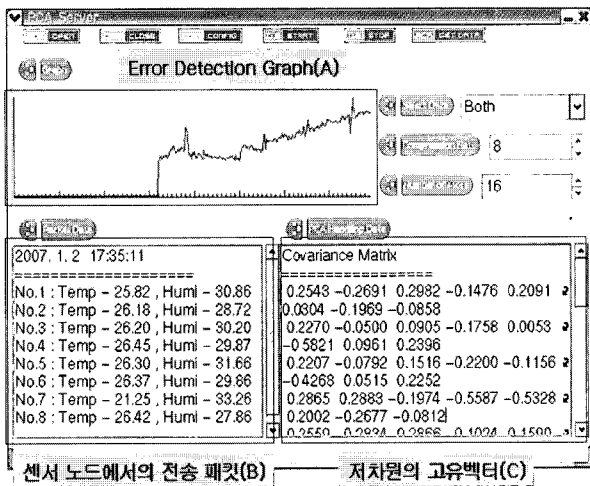 PCA Server
Error Detection Graph(A)
Both
8
16
2007. 1. 2 17:35:11
====================
No.1 : Temp - 25.82 , Humi - 30.86
No.2 : Temp - 26.18 , Humi - 28.72
No.3 : Temp - 26.20 , Humi - 30.20
No.4 : Temp - 26.45 , Humi - 29.87
No.5 : Temp - 26.30 , Humi - 31.66
No.6 : Temp - 26.37 , Humi - 29.86
No.7 : Temp - 21.25 , Humi - 33.26
No.8 : Temp - 26.42 , Humi - 27.86
Covariance Matrix
==================
0.2543 -0.2691 0.2982 -0.1476 0.2091
0.0304 -0.1969 -0.0858
0.2270 -0.0500 0.0905 -0.1758 0.0053
-0.5821 0.0961 0.2396
0.2207 -0.0792 0.1516 -0.2200 -0.1156
-0.4268 0.0515 0.2252
0.2865 0.2883 -0.1974 -0.5587 -0.5328
0.2002 -0.2677 -0.0812
센서 노드에서의 전송 패킷(B)
저차원의 고유벡터(C)